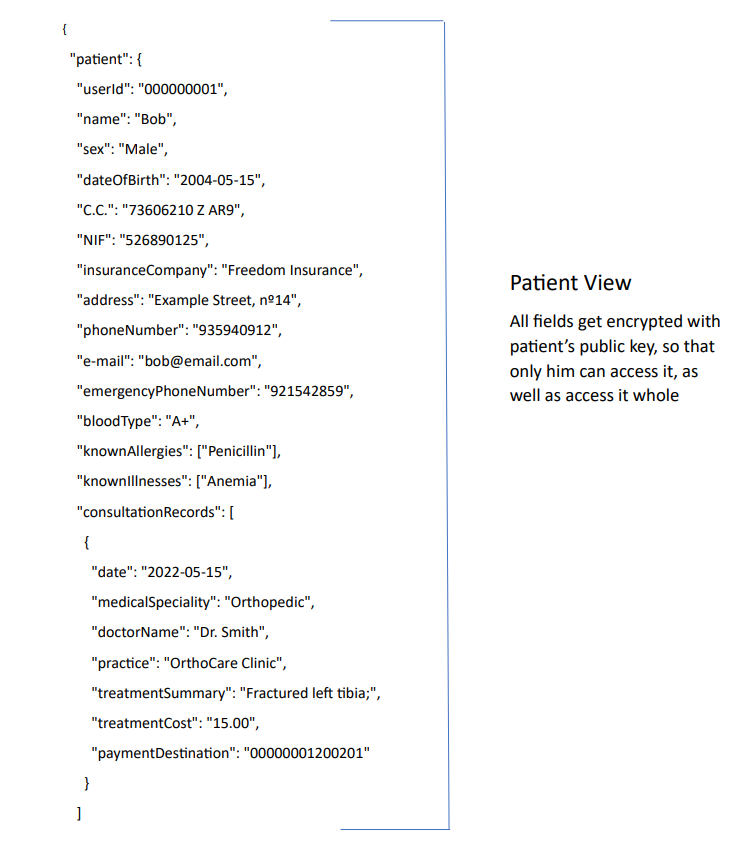 {
"patient": {
"userId": "000000001",
"name": "Bob",
"sex": "Male",
"dateOfBirth": "2004-05-15",
"C.C.": "73606210 Z AR9",
"NIF": "526890125",
"insuranceCompany": "Freedom Insurance",
"address": "Example Street, nº14",
"phoneNumber": "935940912",
"e-mail": "bob@email.com",
"emergencyPhoneNumber": "921542859",
"bloodType": "A+",
"knownAllergies": ["Penicillin"],
"knownIllnesses": ["Anemia"],
"consultationRecords": [
{
"date": "2022-05-15",
"medicalSpeciality": "Orthopedic",
"doctorName": "Dr. Smith",
"practice": "OrthoCare Clinic",
"treatmentSummary": "Fractured left tibia;",
"treatmentCost": "15.00",
"paymentDestination": "00000001200201"
}
]
Patient View
All fields get encrypted with
patient’s public key, so that
only him can access it, as
well as access it whole